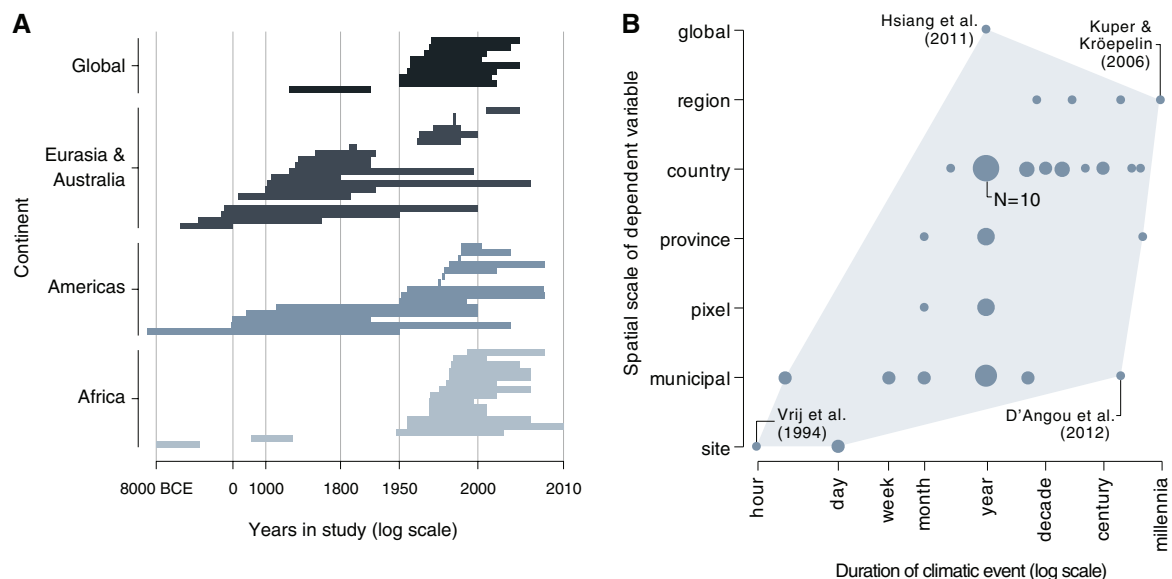 A
Continent
Global
Eurasia &
Australia
Americas
Africa
8000 BCE 0 1000 1800 1950 2000 2010
Years in study (log scale)
B
Spatial scale of dependent variable
global
region
country
province
pixel
municipal
site
Hsiang et al.
(2011)
Kuper &
Kröepelin
(2006)
N=10
Vrij et al.
(1994)
D'Angou et al.
(2012)
hour day week month year decade century millennia
Duration of climatic event (log scale)